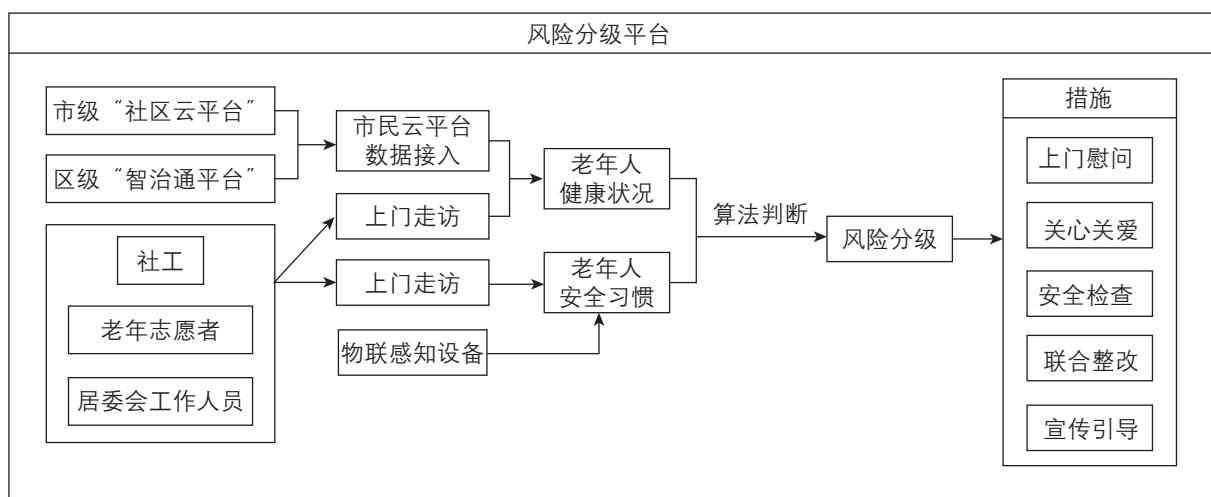 风险分级平台
市级“社区云平台”
区级“智治通平台”
社工
老年志愿者
居委会工作人员
市民云平台
数据接入
上门走访
上门走访
物联感知设备
老年人
健康状况
老年人
安全习惯
算法判断
风险分级
措施
上门慰问
关心关爱
安全检查
联合整改
宣传引导